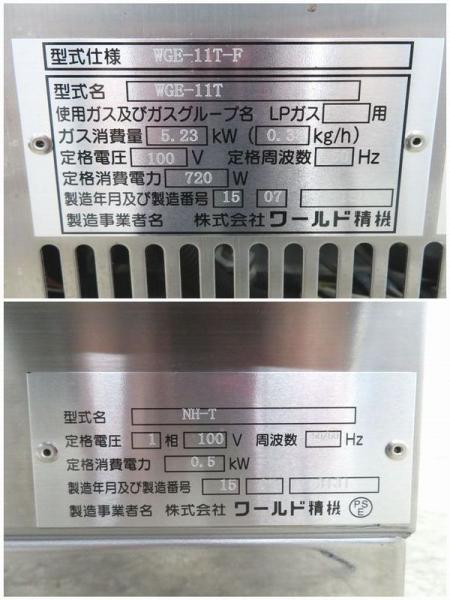 型式仕様 WGE-11T-F
型式名 WGE-11T
使用ガス及びガスグループ名 LPガス 用
ガス消費量 5.23 kW ( kg/h)
定格電圧 100 V 定格周波数 Hz
定格消費電力 720 W
製造年月及び製造番号 15 07
製造事業者名 株式会社 ワールド精機
型式名 NH-T
定格電圧 1 相 100 V 周波数 50/60 Hz
定格消費電力 0.5 kW
製造年月及び製造番号 15
製造事業者名 株式会社 ワールド精機 PSE